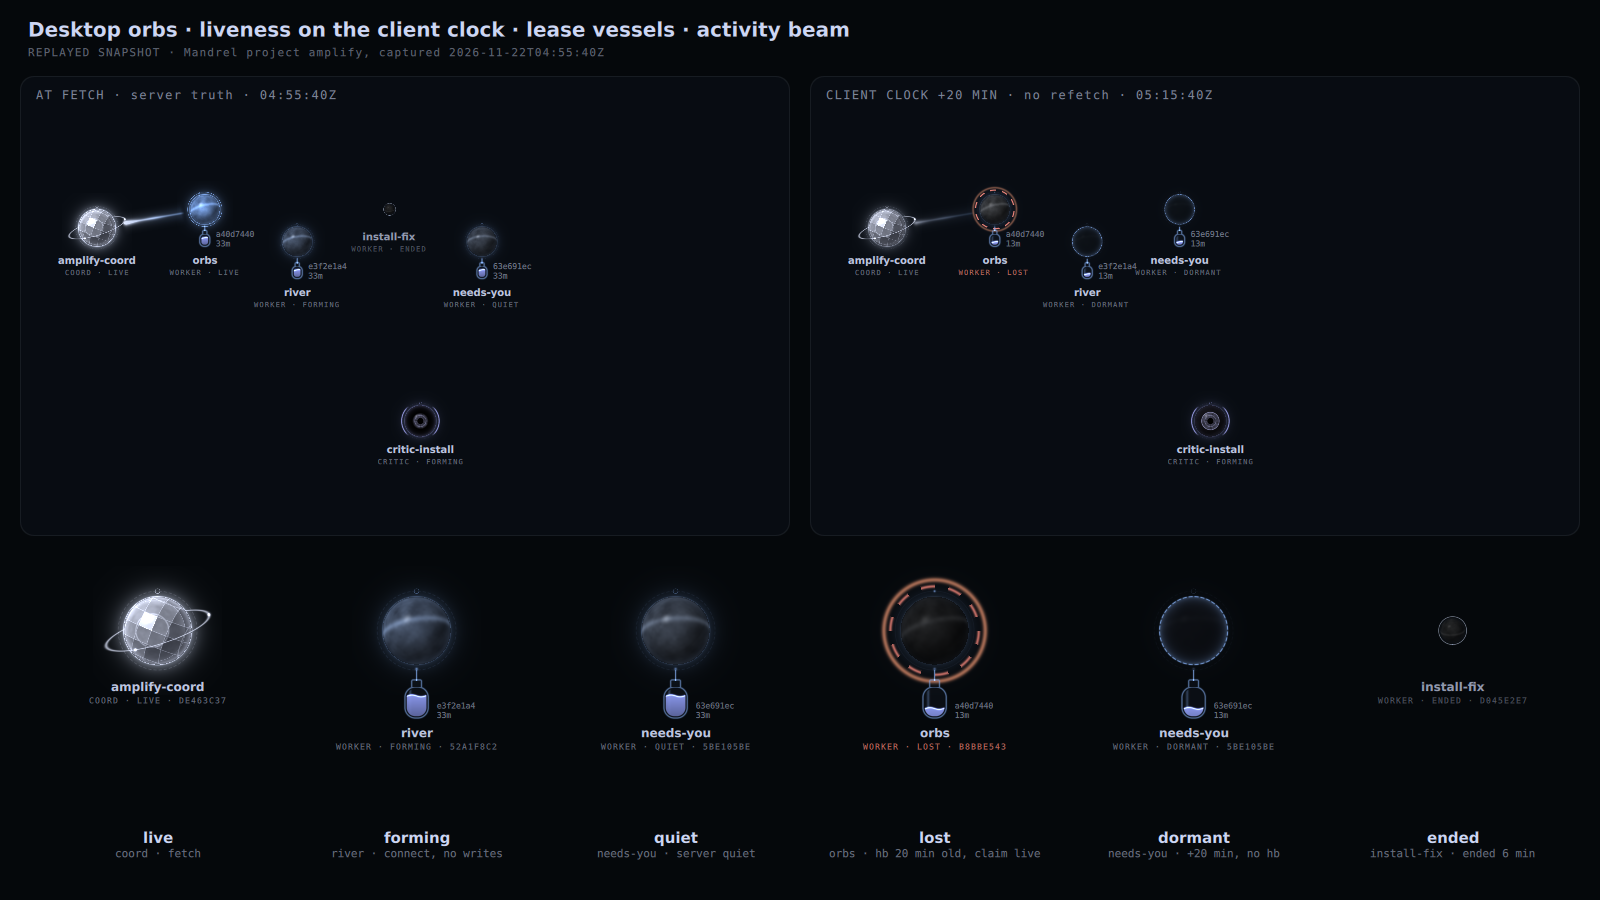 Desktop orbs · liveness on the client clock · lease vessels · activity beam
REPLAYED SNAPSHOT · Mandrel project amplify, captured 2026-11-22T04:55:40Z
AT FETCH · server truth · 04:55:40Z
amplify-coord
COORD · LIVE
a40d7440
33m
orbs
WORKER · LIVE
e3f2e1a4
33m
river
WORKER · FORMING
install-fix
WORKER · ENDED
63e691ec
33m
needs-you
WORKER · QUIET
critic-install
CRITIC · FORMING
CLIENT CLOCK +20 MIN · no refetch · 05:15:40Z
amplify-coord
COORD · LIVE
a40d7440
13m
orbs
WORKER · LOST
e3f2e1a4
13m
river
WORKER · DORMANT
63e691ec
13m
needs-you
WORKER · DORMANT
critic-install
CRITIC · FORMING
amplify-coord
COORD · LIVE · DE463C37
e3f2e1a4
33m
river
WORKER · FORMING · 52A1F8C2
63e691ec
33m
needs-you
WORKER · QUIET · 5BE105BE
a40d7440
13m
orbs
WORKER · LOST · B8BBE543
63e691ec
13m
needs-you
WORKER · DORMANT · 5BE105BE
install-fix
WORKER · ENDED · D045E2E7
live
coord · fetch
forming
river · connect, no writes
quiet
needs-you · server quiet
lost
orbs · hb 20 min old, claim live
dormant
needs-you · +20 min, no hb
ended
install-fix · ended 6 min